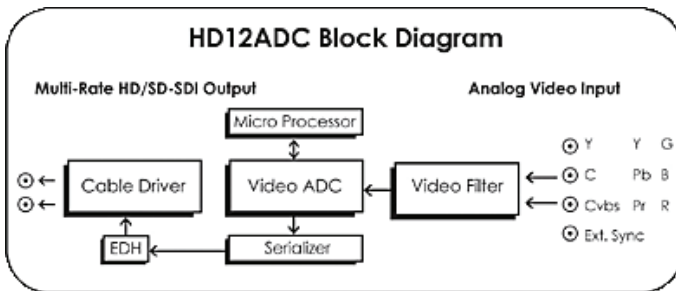 HD12ADC Block Diagram
Multi-Rate HD/SD-SDI Output
Analog Video Input
Micro Processor
Y Y G
Cable Driver
Video ADC
Video Filter
C Pb B
Cvbs Pr R
EDH
Serializer
Ext. Sync